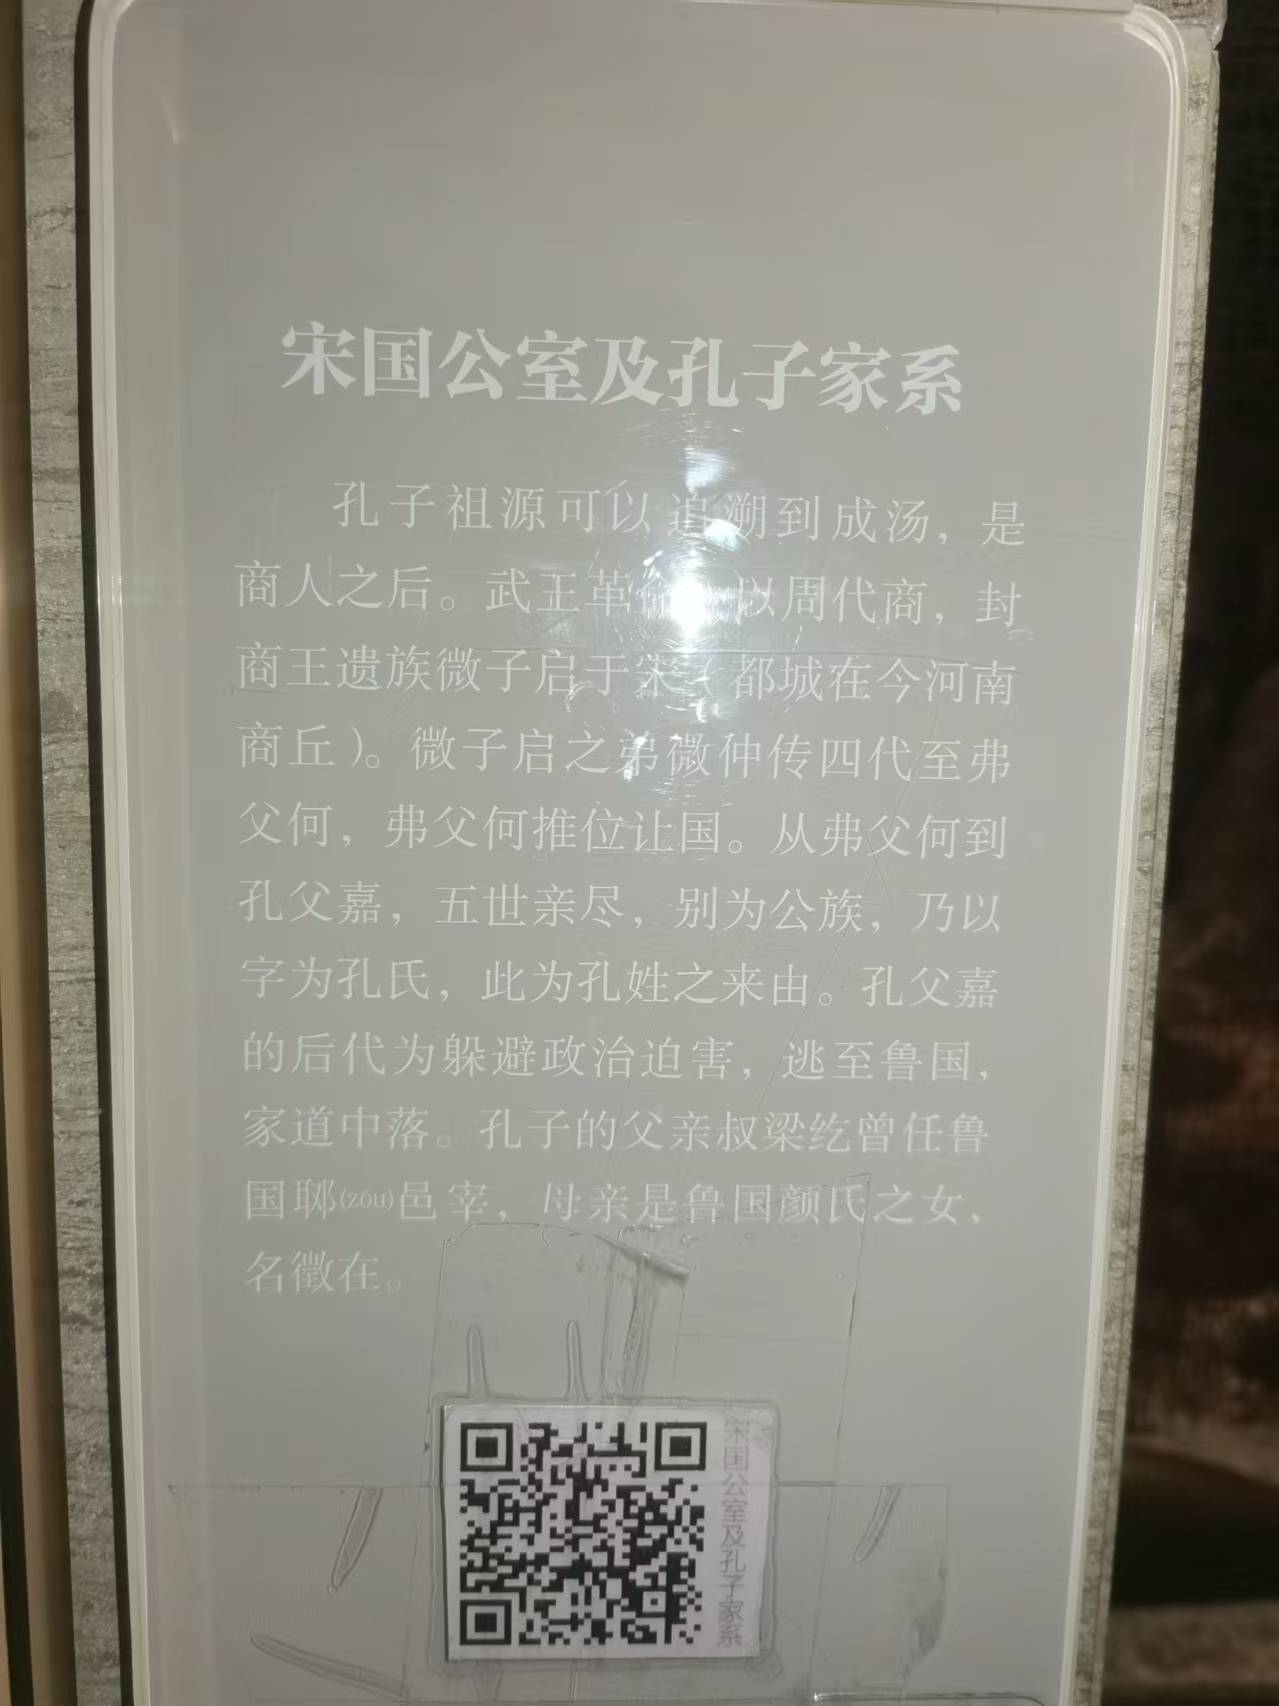 宋国公室及孔子家系
孔子祖源可以追溯到成汤，是
商人之后。武王革 以周代商，封
商王遗族微子启于宋（都城在今河南
商丘）。微子启之弟微仲传四代至弗
父何，弗父何推位让国。从弗父何到
孔父嘉，五世亲尽，别为公族，乃以
字为孔氏，此为孔姓之来由。孔父嘉
的后代为躲避政治迫害，逃至鲁国，
家道中落。孔子的父亲叔梁纥曾任鲁
国郰(zōu)邑宰，母亲是鲁国颜氏之女，
名徵在。
宋国公室及孔子家系